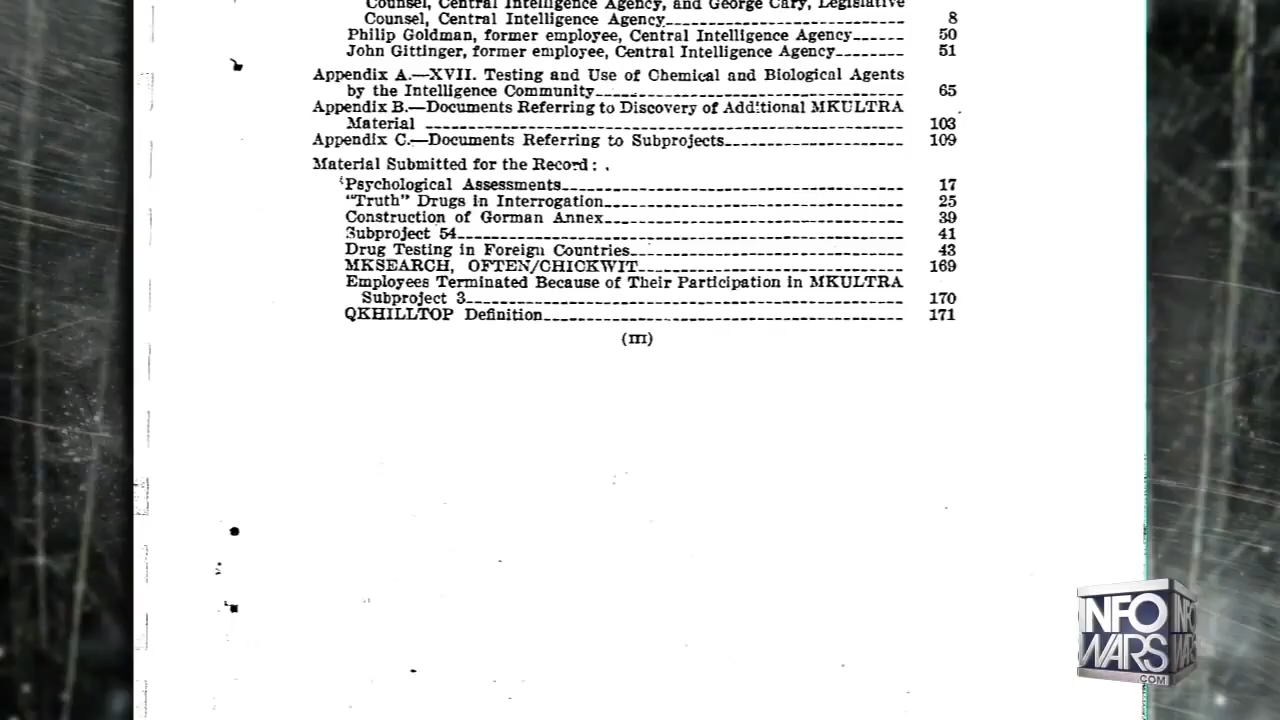 Counsel, Central Intelligence Agency, and George Cary, Legislative
Counsel, Central Intelligence Agency 8
Philip Goldman, former employee, Central Intelligence Agency 50
John Gittinger, former employee, Central Intelligence Agency 51
Appendix A.—XVII. Testing and Use of Chemical and Biological Agents
by the Intelligence Community 65
Appendix B.—Documents Referring to Discovery of Additional MKULTRA
Material 103
Appendix C.—Documents Referring to Subprojects 109
Material Submitted for the Record:
Psychological Assessments 17
"Truth" Drugs in Interrogation 25
Construction of Gorman Annex 39
Subproject 54 41
Drug Testing in Foreign Countries 43
MKSEARCH, OFTEN/CHICKWIT 169
Employees Terminated Because of Their Participation in MKULTRA
Subproject 3 170
QKHILLTOP Definition 171
(III)
INFO
WARS
.COM
INFO
WARS